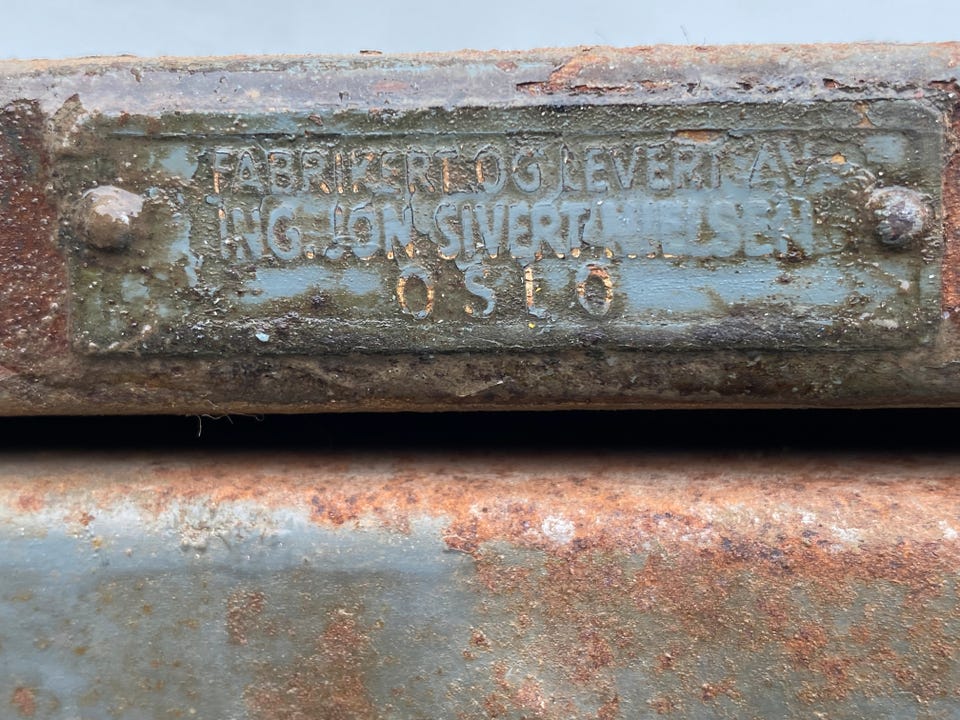 FABRIKERT OG LEVERT AV
ING. JON SIVERT NIELSEN
OSLO